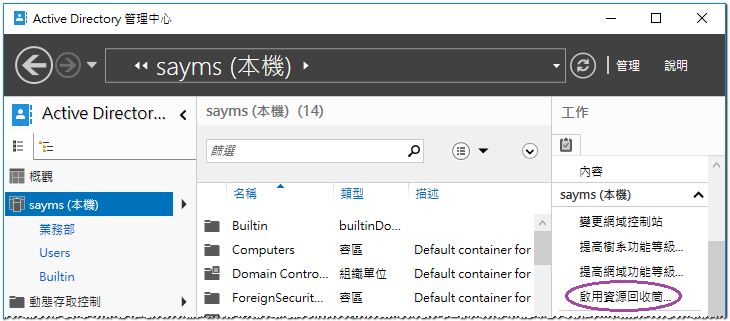 Active Directory 管理中心
sayms (本機)
管理
說明
Active Director...
概觀
sayms (本機)
業務部
Users
Builtin
動態存取控制
sayms (本機) (14)
篩選
名稱 類型 描述
Builtin builtinDo...
Computers 容區 Default container for
Domain Contro... 組織單位 Default container for
ForeignSecurit... 容區 Default container for
工作
內容
sayms (本機)
變更網域控制站
提高樹系功能等級...
提高網域功能等級...
啟用資源回收筒...